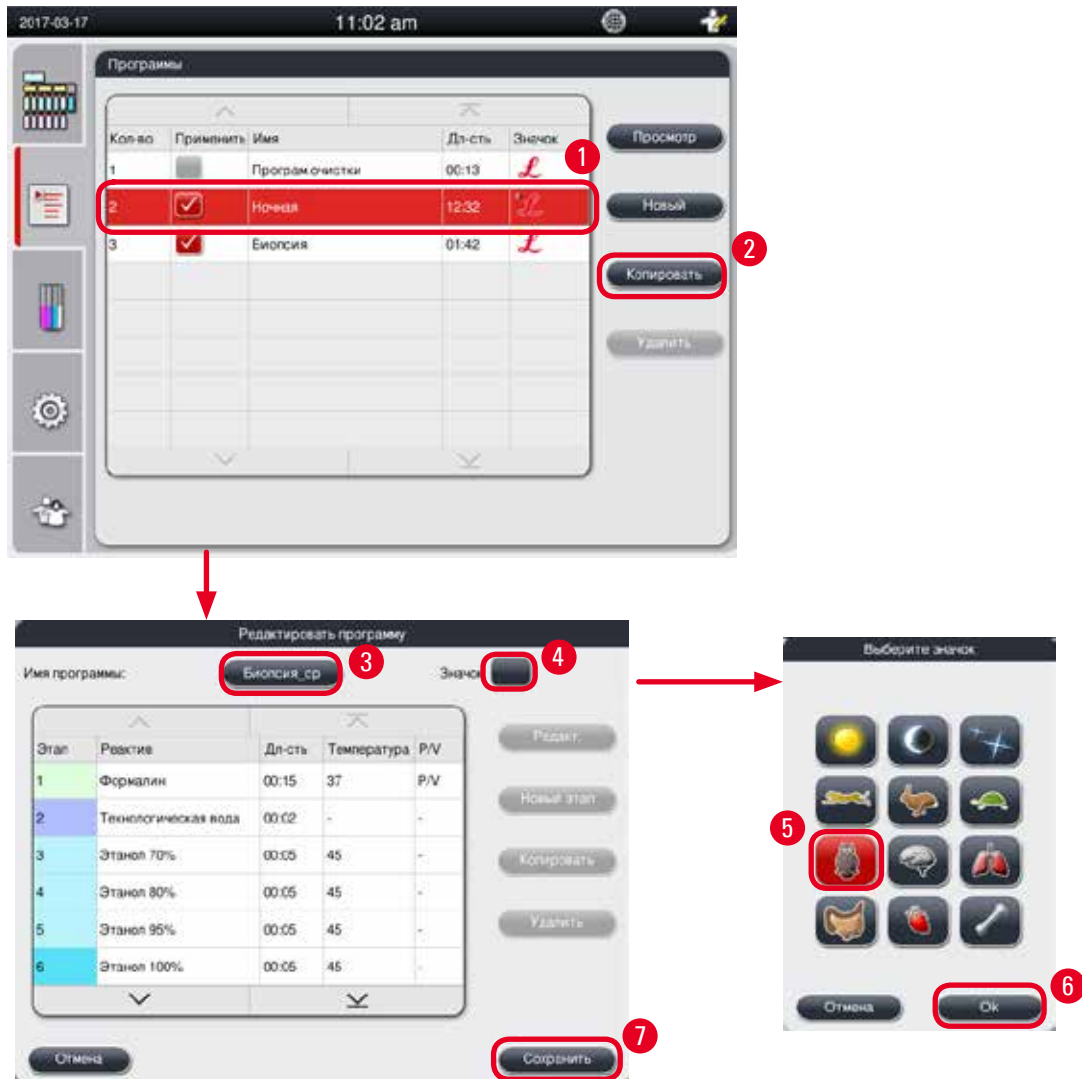 2017-03-17 11:02 am
Программы
Кол-во Применить Имя Дл-сть Значок
1 Програм.очистки 00:13 L
2 Ночная 12:32 L
3 Биопсия 01:42 L
Просмотр
Новый
Копировать
Удалить
1
2
Редактировать программу
Имя программы: Биопсия_ср Значок
3
4
Этап Реактив Дл-сть Температура P/V
1 Формалин 00:15 37 P/V
2 Технологическая вода 00:02 - -
3 Этанол 70% 00:05 45 -
4 Этанол 80% 00:05 45 -
5 Этанол 95% 00:05 45 -
6 Этанол 100% 00:05 45 -
Редакт.
Новый этап
Копировать
Удалить
Отмена
Сохранить
7
Выберите значок
5
Отмена
Ok
6